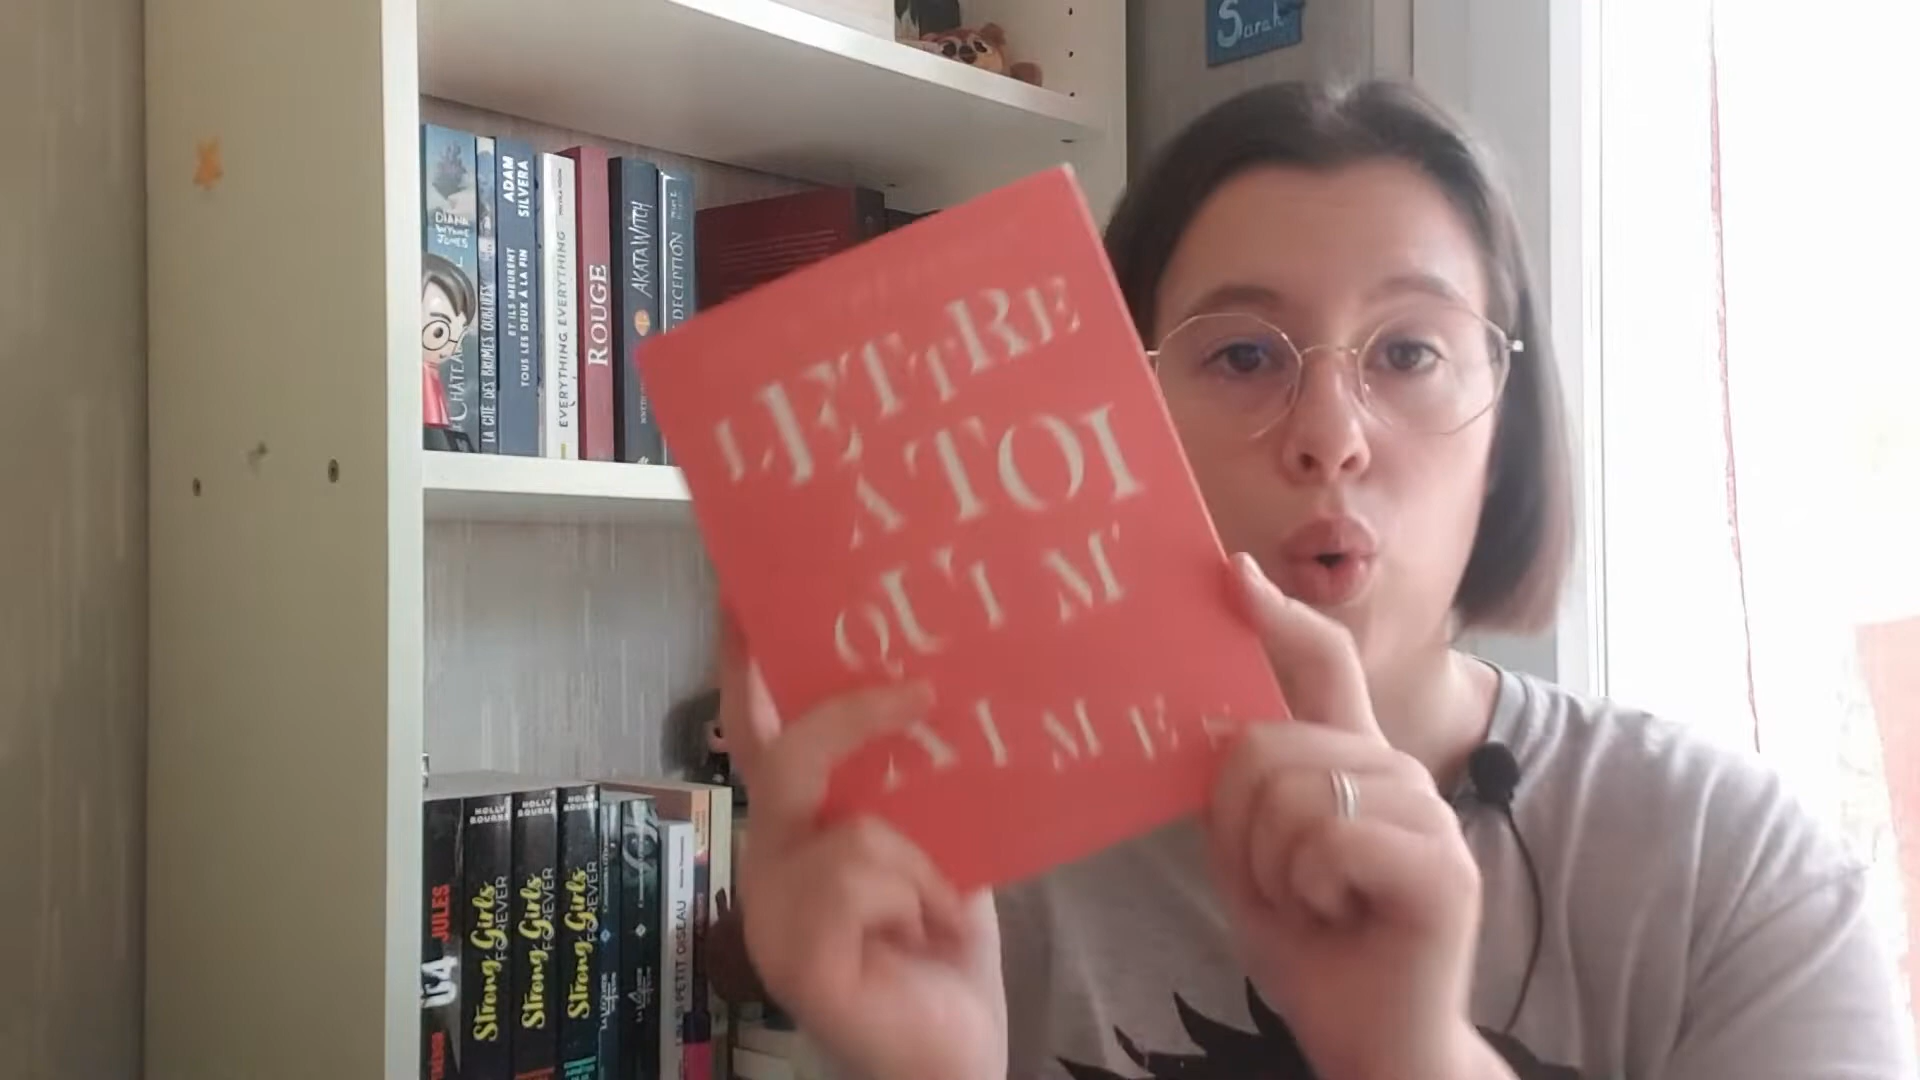 Sarah
DIANA
WYNNE
JONES
CHÂTEAU
LA CITÉ DES BRUMES OUBLIÉES
ADAM
SILVERA
ET ILS MEURENT
TOUS LES DEUX À LA FIN
EVERYTHING EVERYTHING
ROUGE
AKATA WITCH
DECEPTION
LETTRE
À TOI
QUI M'
AIMES
U4 JULES
HOLLY
BOURNE
Strong Girls
FOREVER
HOLLY
BOURNE
Strong Girls
FOREVER
HOLLY
BOURNE
Strong Girls
FOREVER
PETIT OISEAU